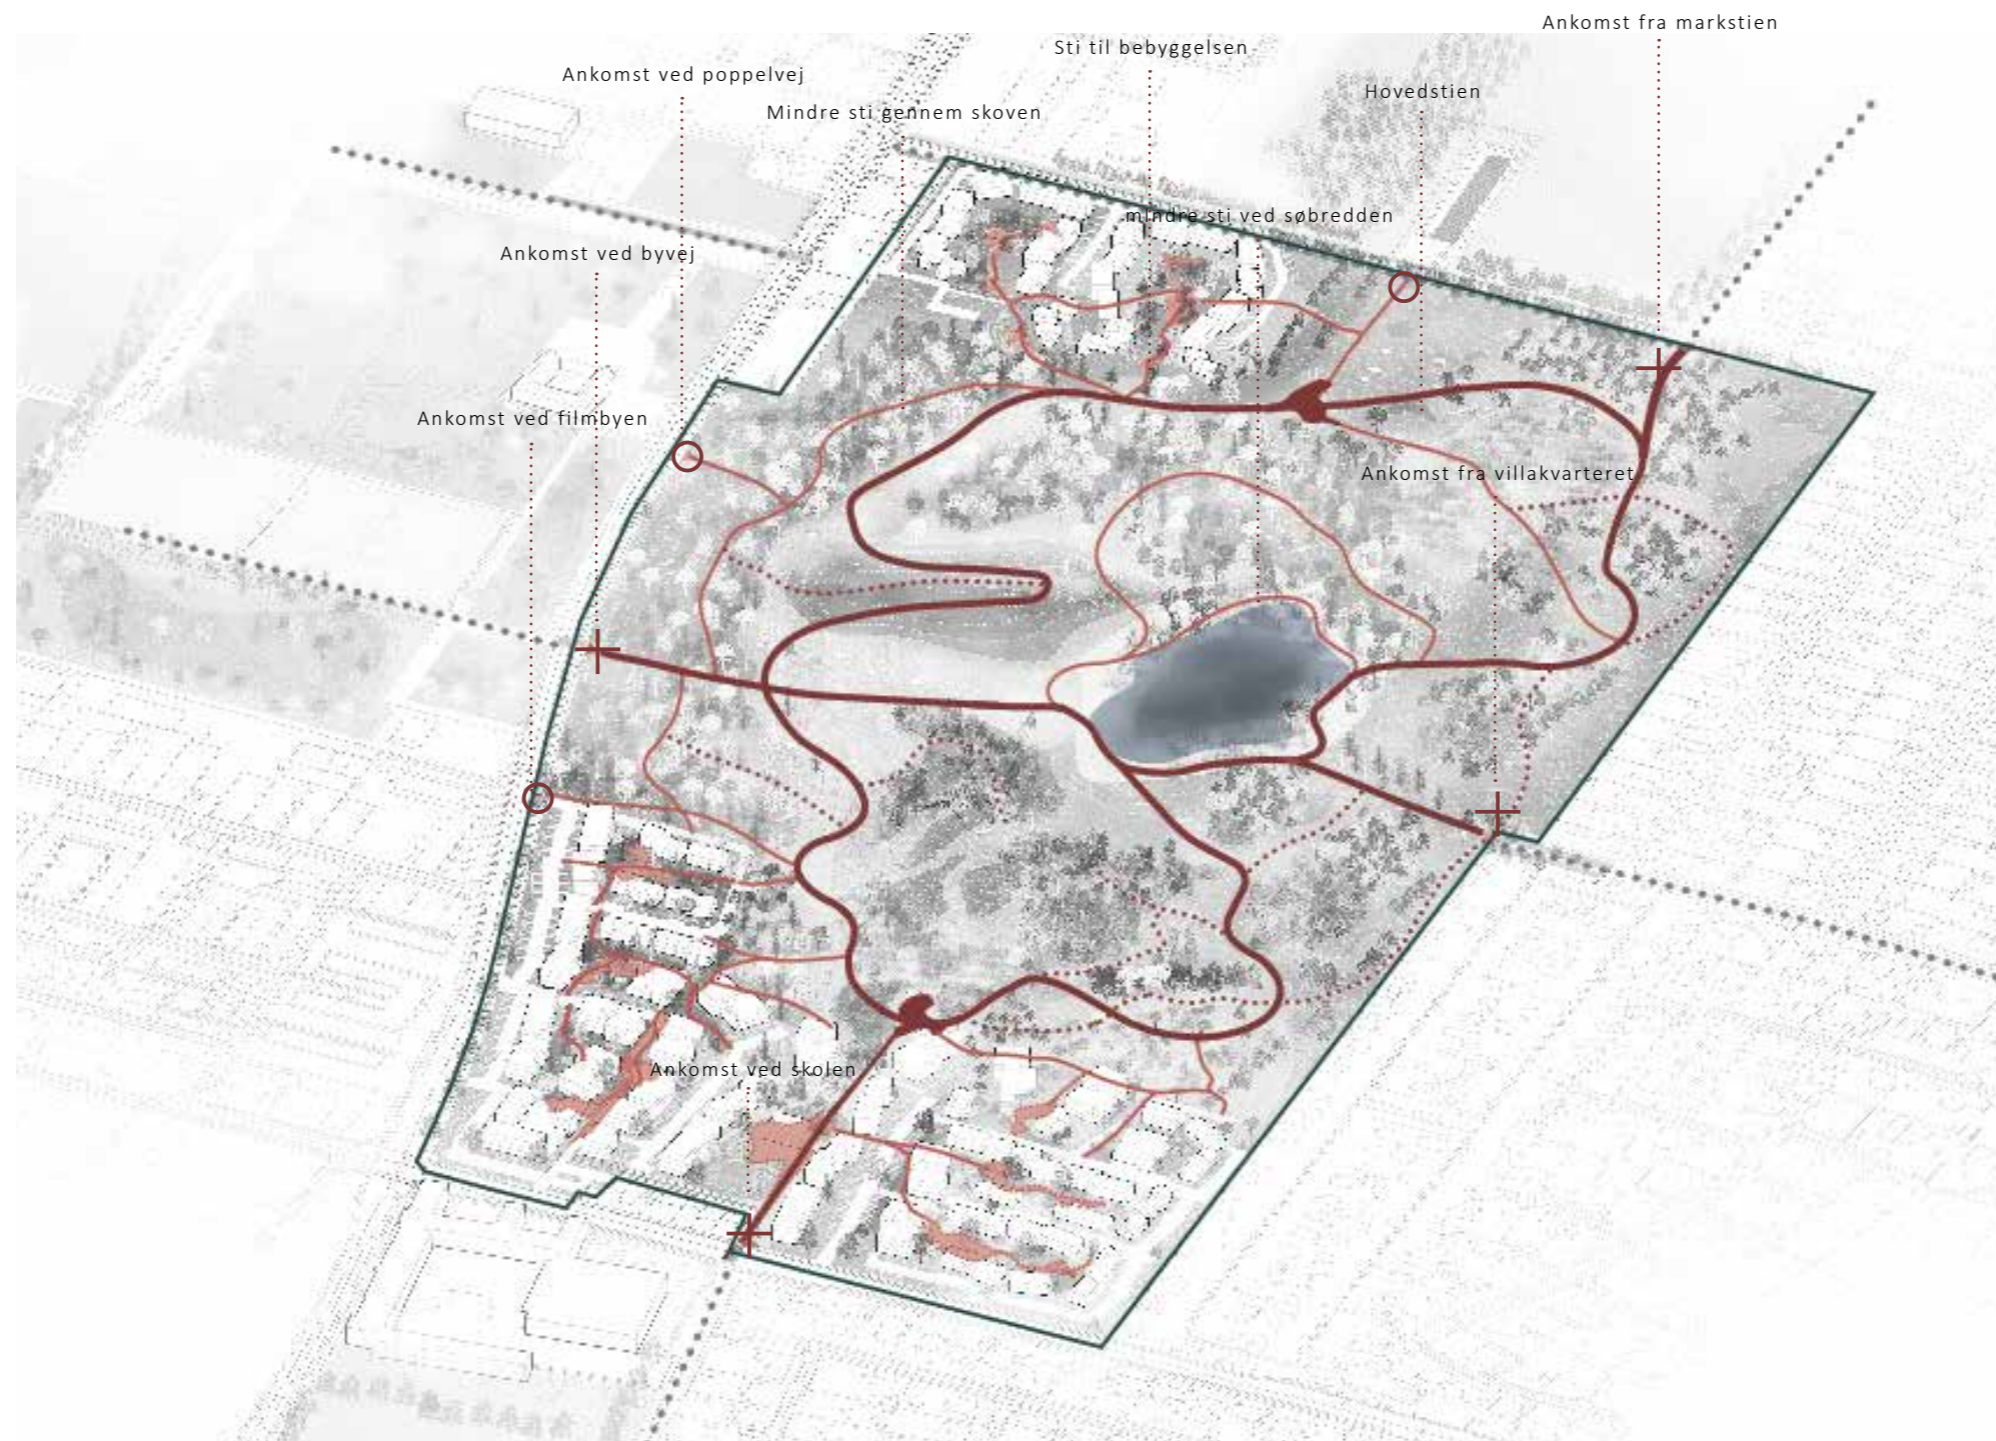 Ankomst fra markstien
Sti til bebyggelsen
Ankomst ved poppelvej
Hovedstien
Mindre sti gennem skoven
mindre sti ved søbredden
Ankomst ved byvej
Ankomst ved filmbyen
Ankomst fra villakvarteret
Ankomst ved skolen